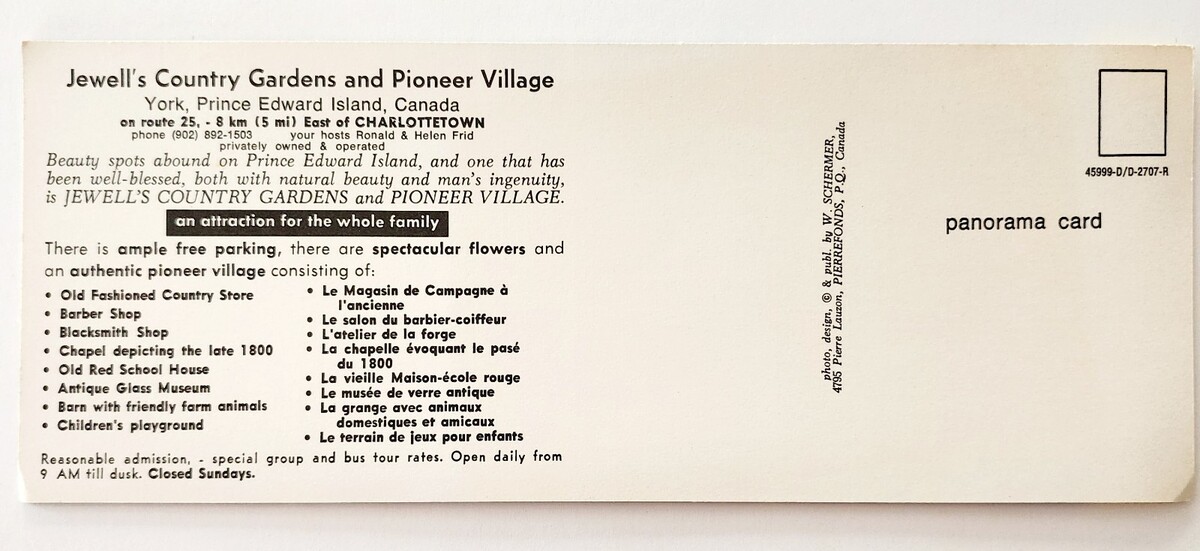 Jewell's Country Gardens and Pioneer Village
York, Prince Edward Island, Canada
on route 25, - 8 km (5 mi) East of CHARLOTTETOWN
phone (902) 892-1503 your hosts Ronald & Helen Frid
privately owned & operated
Beauty spots abound on Prince Edward Island, and one that has
been well-blessed, both with natural beauty and man's ingenuity,
is JEWELL'S COUNTRY GARDENS and PIONEER VILLAGE.
an attraction for the whole family
There is ample free parking, there are spectacular flowers and
an authentic pioneer village consisting of:
• Old Fashioned Country Store
• Barber Shop
• Blacksmith Shop
• Chapel depicting the late 1800
• Old Red School House
• Antique Glass Museum
• Barn with friendly farm animals
• Children's playground
• Le Magasin de Campagne à
l'ancienne
• Le salon du barbier-coiffeur
• L'atelier de la forge
• La chapelle évoquant le pasé
du 1800
• La vieille Maison-école rouge
• Le musée de verre antique
• La grange avec animaux
domestiques et amicaux
• Le terrain de jeux pour enfants
Reasonable admission, - special group and bus tour rates. Open daily from
9 AM till dusk. Closed Sundays.
photo, design, © & publ. by W. SCHERMER,
4795 Pierre Lauzon, PIERREFONDS, P.Q., Canada
45999-D/D-2707-R
panorama card